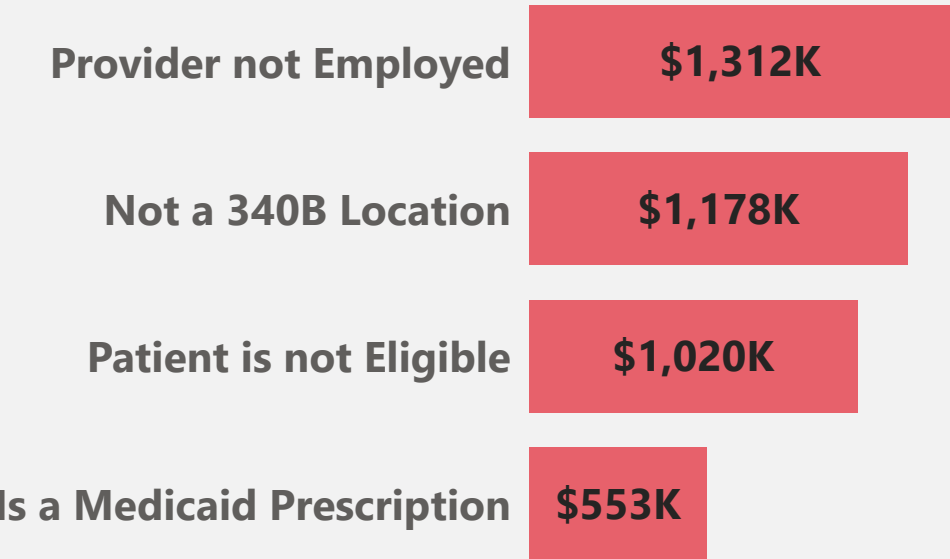 Provider not Employed $1,312K
Not a 340B Location $1,178K
Patient is not Eligible $1,020K
Is a Medicaid Prescription $553K